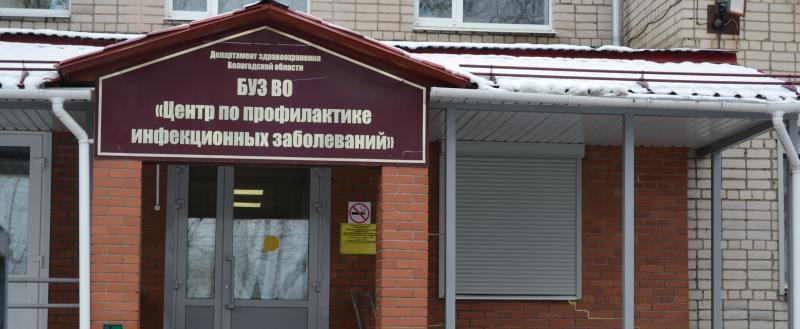 Департамент здравоохранения
Вологодской области
БУЗ ВО
«Центр по профилактике
инфекционных заболеваний»